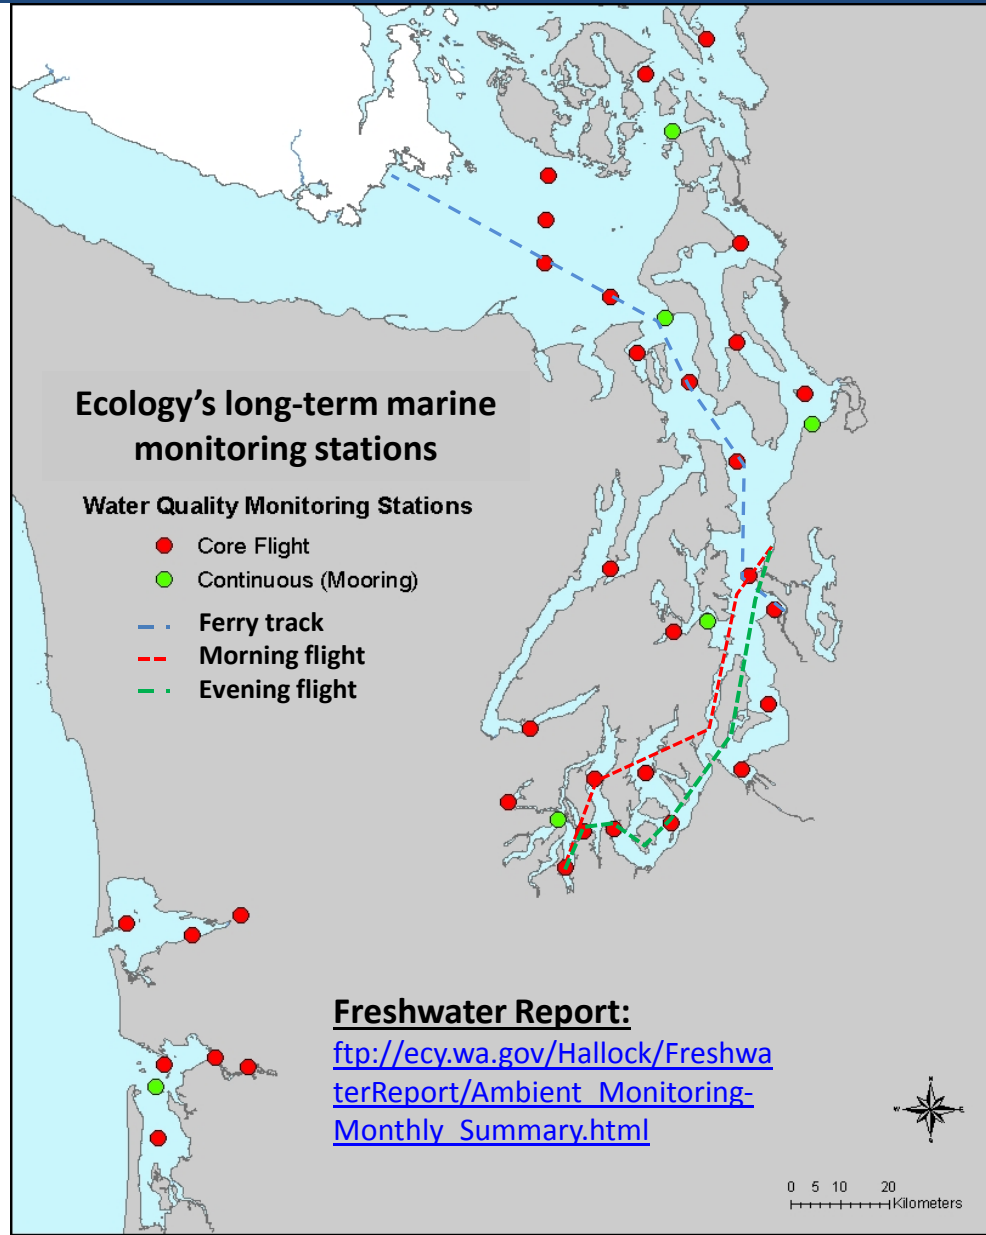 Ecology's long-term marine
monitoring stations
Water Quality Monitoring Stations
Core Flight
Continuous (Mooring)
Ferry track
Morning flight
Evening flight
Freshwater Report:
ftp://ecy.wa.gov/Hallock/Freshwa
terReport/Ambient_Monitoring-
Monthly_Summary.html
N
W E
S
0 5 10 20
Kilometers